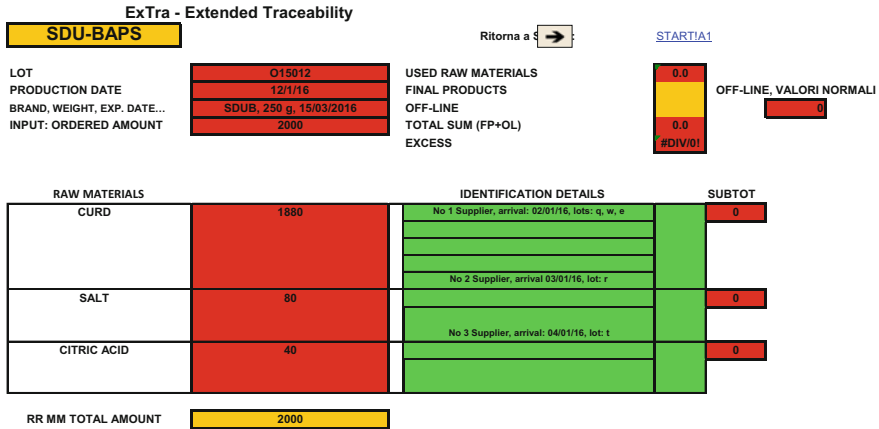 ExTra - Extended Traceability
SDU-BAPS
Ritorna a S :
START!A1
LOT O15012 USED RAW MATERIALS 0.0
PRODUCTION DATE 12/1/16 FINAL PRODUCTS OFF-LINE, VALORI NORMALI
BRAND, WEIGHT, EXP. DATE... SDUB, 250 g, 15/03/2016 OFF-LINE 0
INPUT: ORDERED AMOUNT 2000 TOTAL SUM (FP+OL) 0.0
EXCESS #DIV/0!
RAW MATERIALS IDENTIFICATION DETAILS SUBTOT
CURD 1880 No 1 Supplier, arrival: 02/01/16, lots: q, w, e 0
No 2 Supplier, arrival 03/01/16, lot: r
SALT 80 0
No 3 Supplier, arrival: 04/01/16, lot: t
CITRIC ACID 40 0
RR MM TOTAL AMOUNT 2000